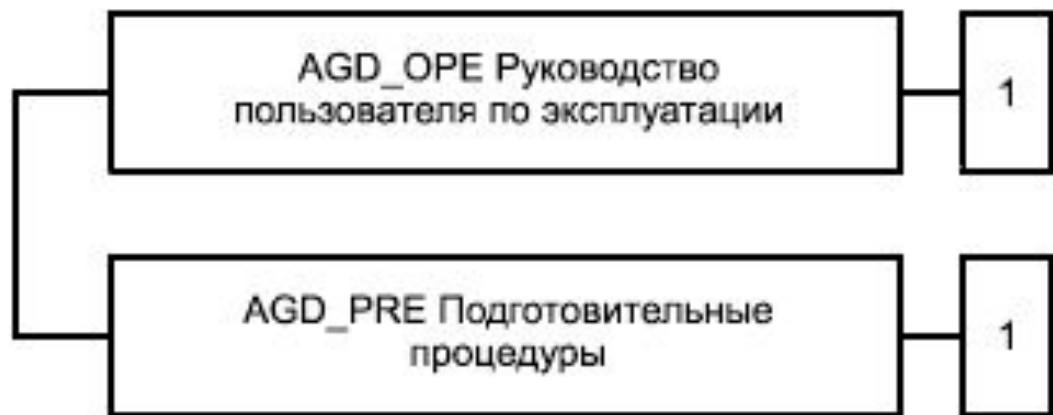 AGD_OPE Руководство
пользователя по эксплуатации
1
AGD_PRE Подготовительные
процедуры
1